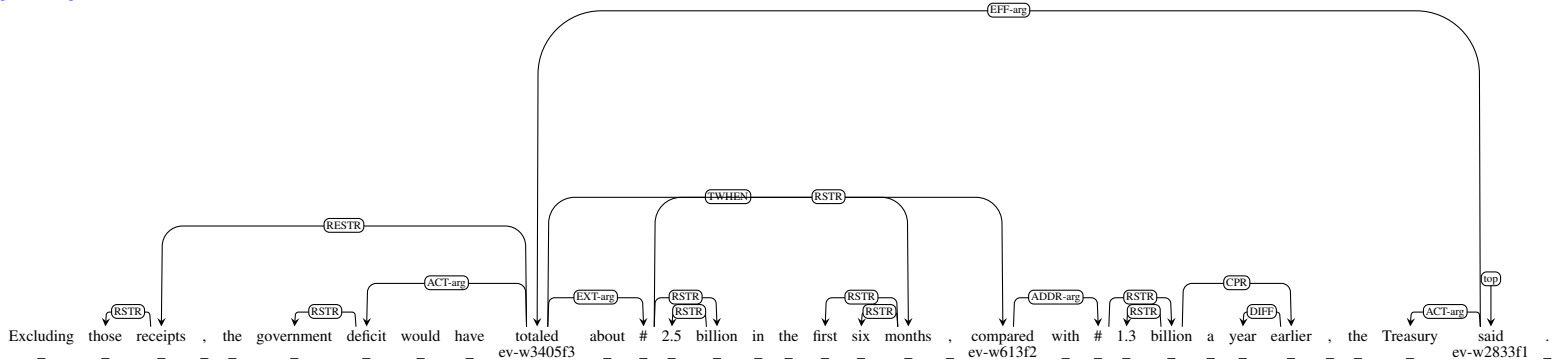 EFF-arg
TWHEN RSTR
RESTR
top
ACT-arg CPR
EXT-arg RSTR RSTR ADDR-arg RSTR
RSTR RSTR RSTR RSTR RSTR DIFF ACT-arg
Excluding those receipts , the government deficit would have totaled about # 2.5 billion in the first six months , compared with # 1.3 billion a year earlier , the Treasury said .
_ _ _ _ _ _ _ _ _ ev-w3405f3 _ _ _ _ _ _ _ _ _ _ ev-w613f2 _ _ _ _ _ _ _ _ _ _ ev-w2833f1 _